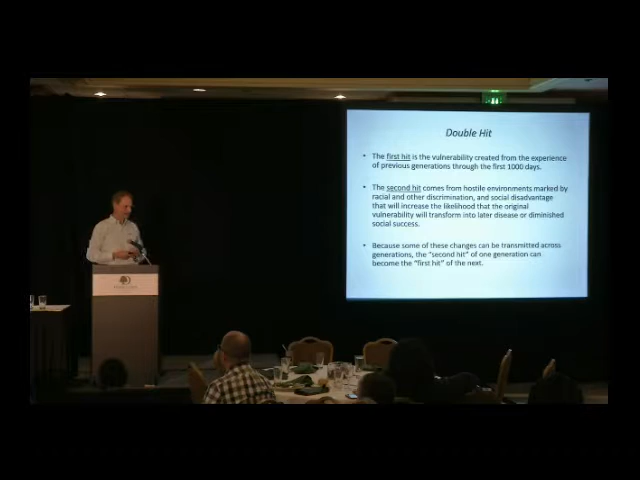 Double Hit
• The first hit is the vulnerability created from the experience
of previous generations through the first 1000 days.
• The second hit comes from hostile environments marked by
racial and other discrimination, and social disadvantage
that will increase the likelihood that the original
vulnerability will transform into later disease or diminished
social success.
• Because some of these changes can be transmitted across
generations, the "second hit" of one generation can
become the "first hit" of the next.